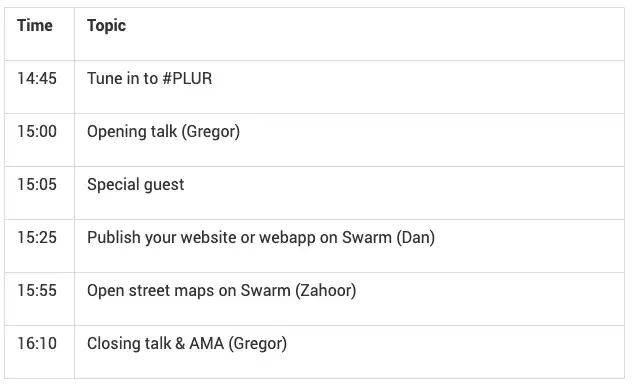 Time Topic
14:45 Tune in to #PLUR
15:00 Opening talk (Gregor)
15:05 Special guest
15:25 Publish your website or webapp on Swarm (Dan)
15:55 Open street maps on Swarm (Zahoor)
16:10 Closing talk & AMA (Gregor)